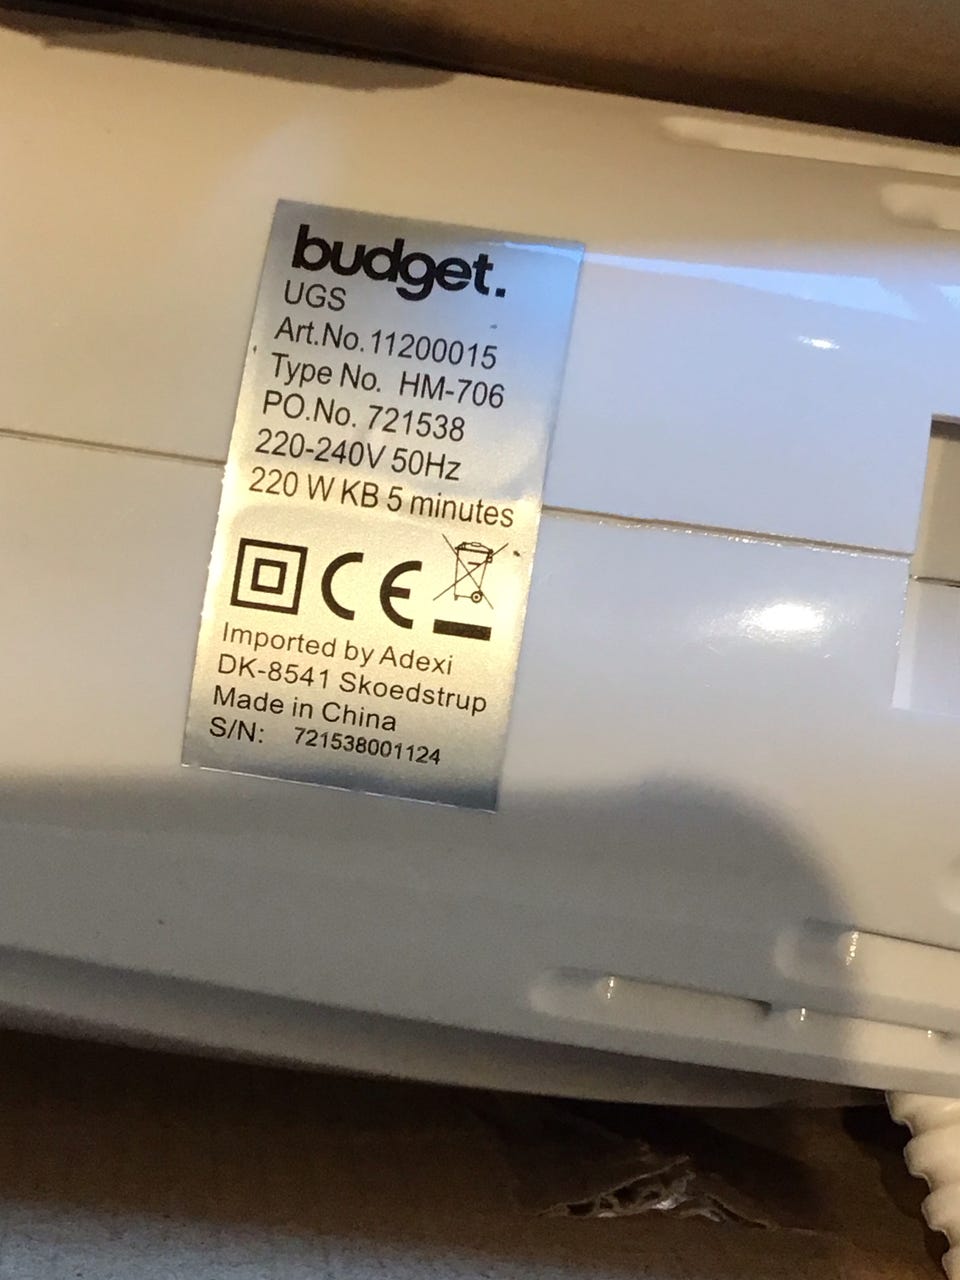 budget.
UGS
Art.No.11200015
Type No. HM-706
PO.No. 721538
220-240V 50Hz
220 W KB 5 minutes
CE
Imported by Adexi
DK-8541 Skoedstrup
Made in China
S/N: 721538001124